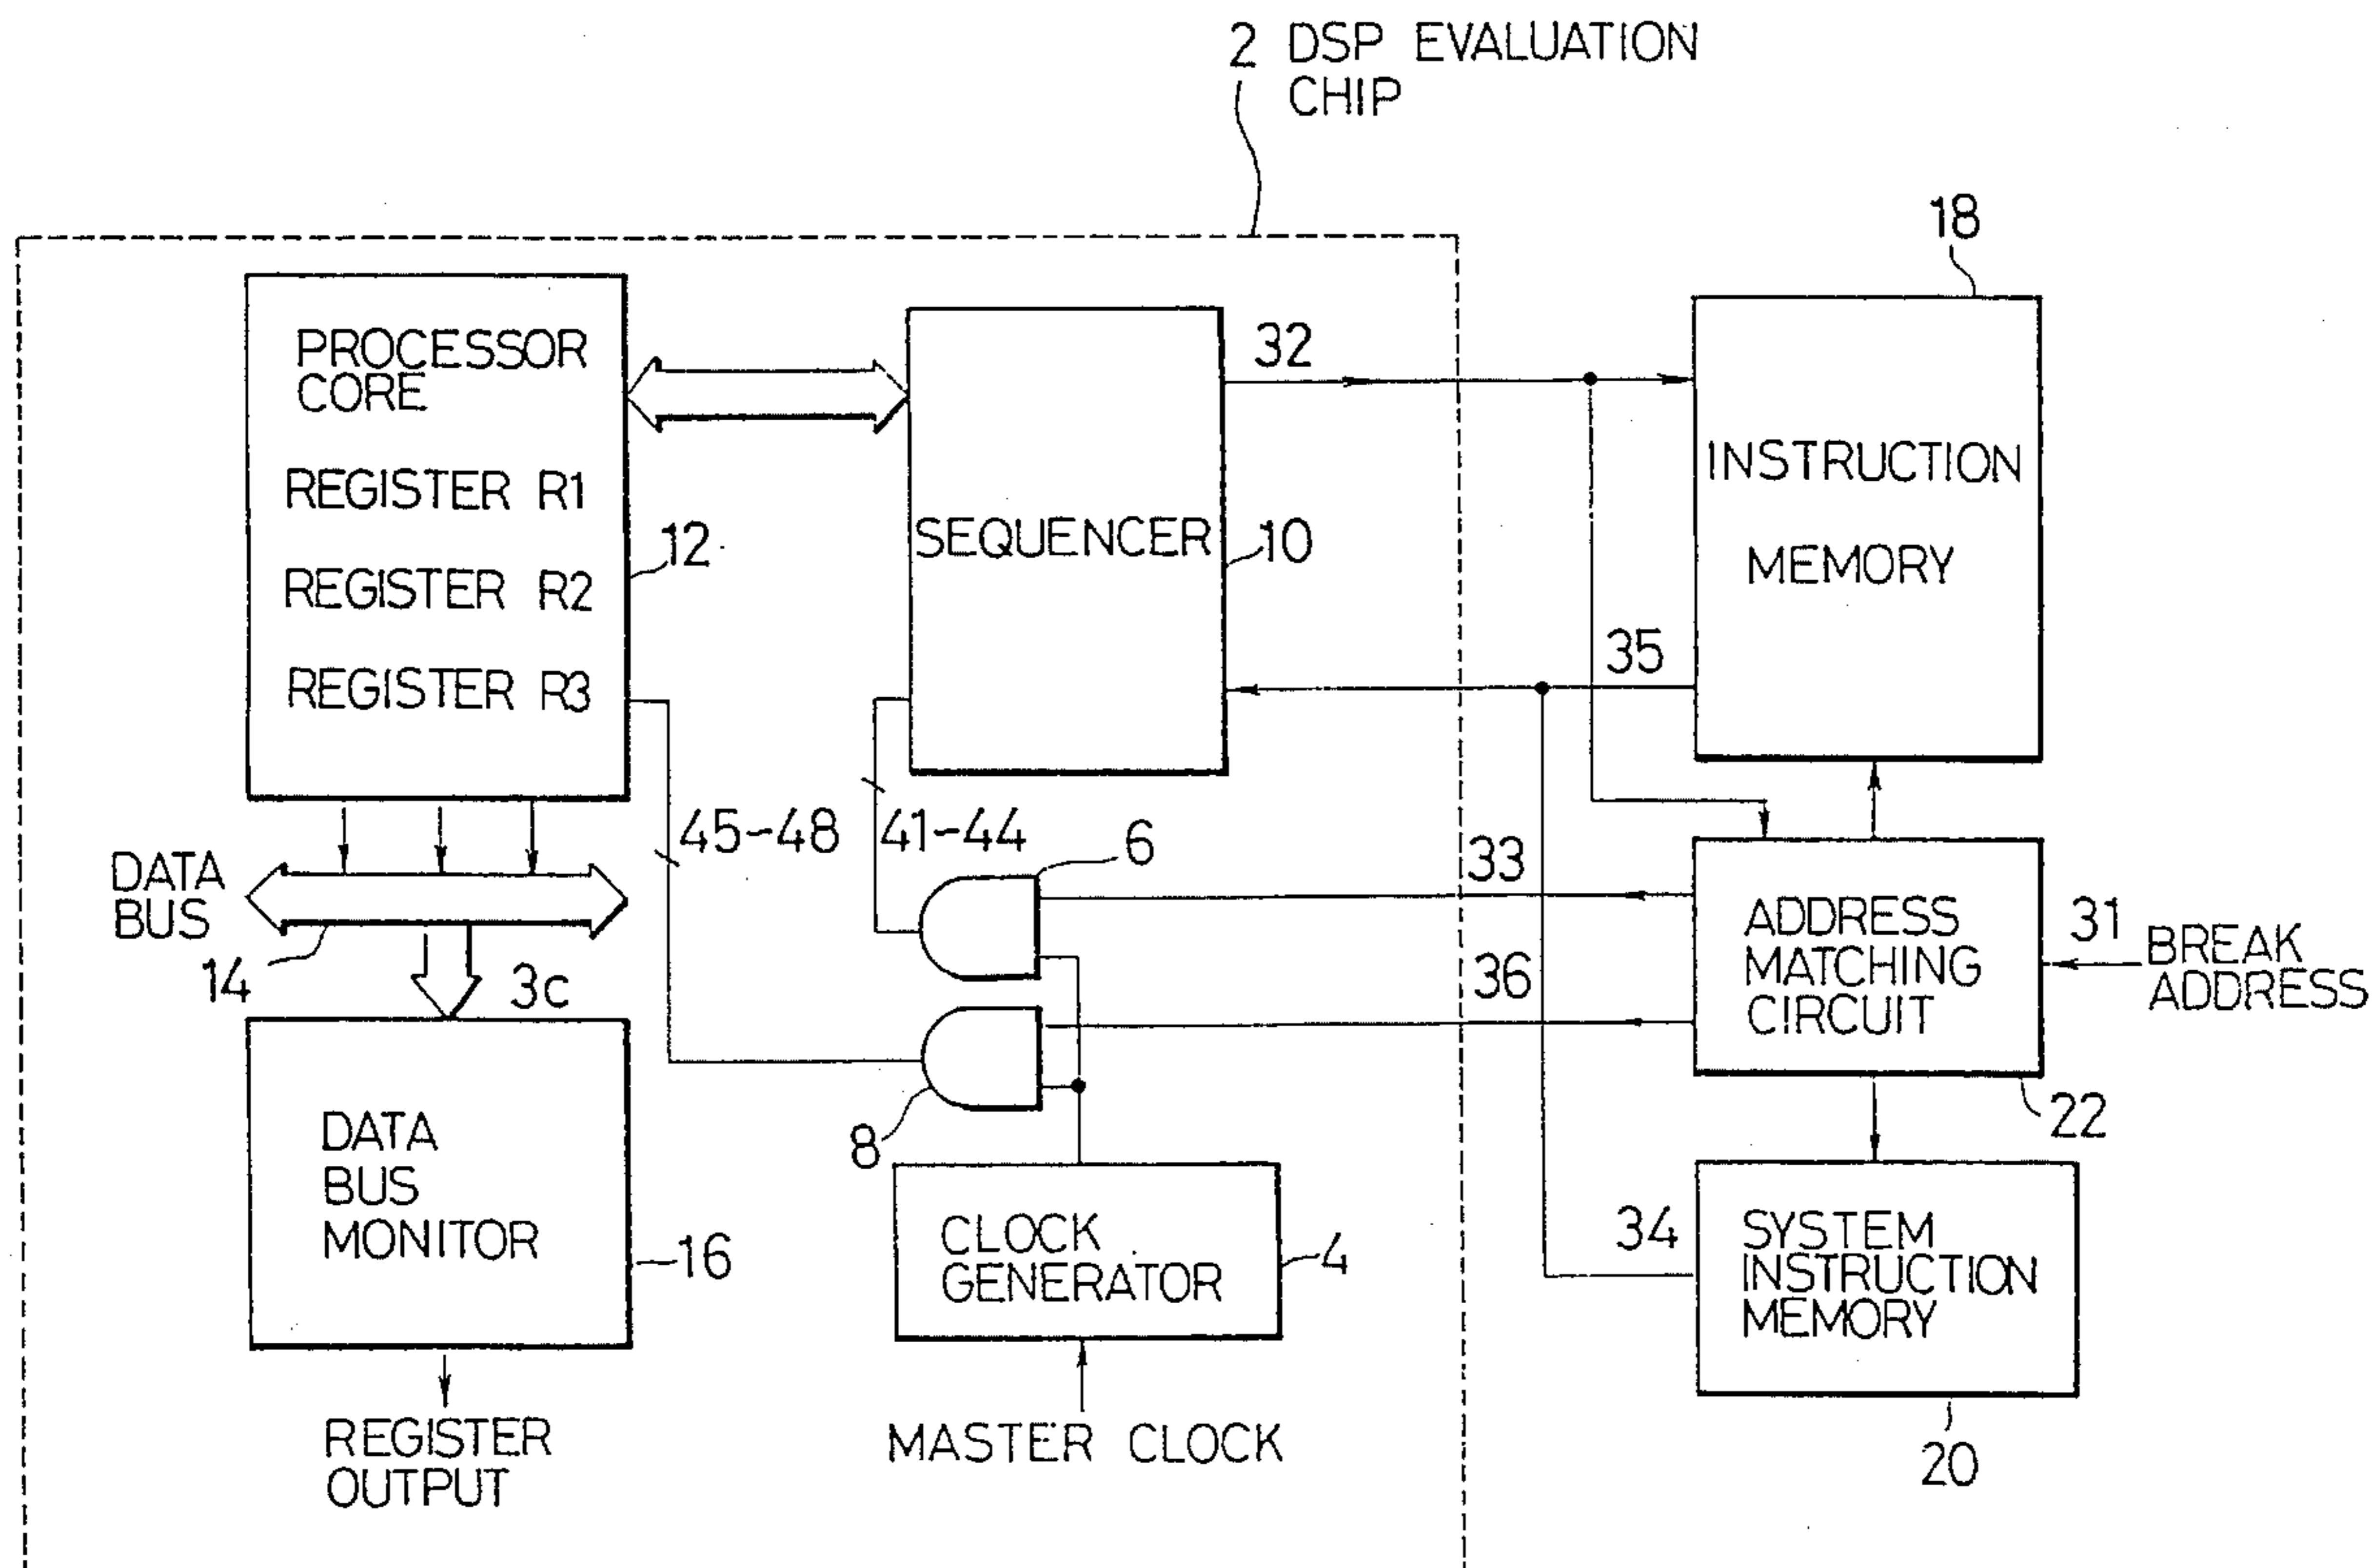 2 DSP EVALUATION
CHIP
18
PROCESSOR
CORE
REGISTER R1
REGISTER R2
REGISTER R3
12
SEQUENCER
10
32
INSTRUCTION
MEMORY
35
45-48
41-44
6
33
DATA
BUS
14
3c
36
ADDRESS
MATCHING
CIRCUIT
31
BREAK
ADDRESS
22
8
DATA
BUS
MONITOR
16
CLOCK
GENERATOR
4
34
SYSTEM
INSTRUCTION
MEMORY
20
REGISTER
OUTPUT
MASTER CLOCK